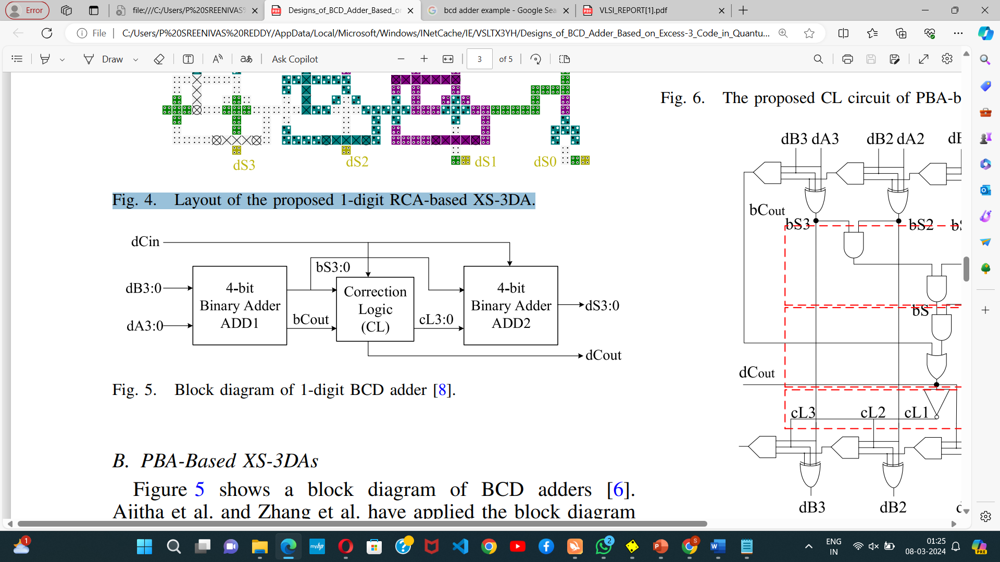 Error
file:///C:/Users/P%20SREENIVAS%
Designs_of_BCD_Adder_Based_o
bcd adder example - Google Sea
VLSI_REPORT[1].pdf
File
C:/Users/P%20SREENIVAS%20REDDY/AppData/Local/Microsoft/Windows/INetCache/IE/VSLTX3YH/Designs_of_BCD_Adder_Based_on_Excess-3_Code_in_Quantu...
Draw
T
aあ
Ask Copilot
3
of 5
dS3
dS2
dS1
dS0
Fig. 4. Layout of the proposed 1-digit RCA-based XS-3DA.
dCin
bS3:0
dB3:0
dA3:0
4-bit
Binary Adder
ADD1
bCout
Correction
Logic
(CL)
cL3:0
4-bit
Binary Adder
ADD2
dS3:0
dCout
Fig. 5. Block diagram of 1-digit BCD adder [8].
B. PBA-Based XS-3DAs
Figure 5 shows a block diagram of BCD adders [6].
Ajitha et al. and Zhang et al. have applied the block diagram
Fig. 6. The proposed CL circuit of PBA-b
dB3 dA3
dB2 dA2
bCout
bS3
bS2
bS
dCout
cL3
cL2
cL1
dB3
dB2
1
myhp
2
S
ENG
IN
01:25
08-03-2024
PRE